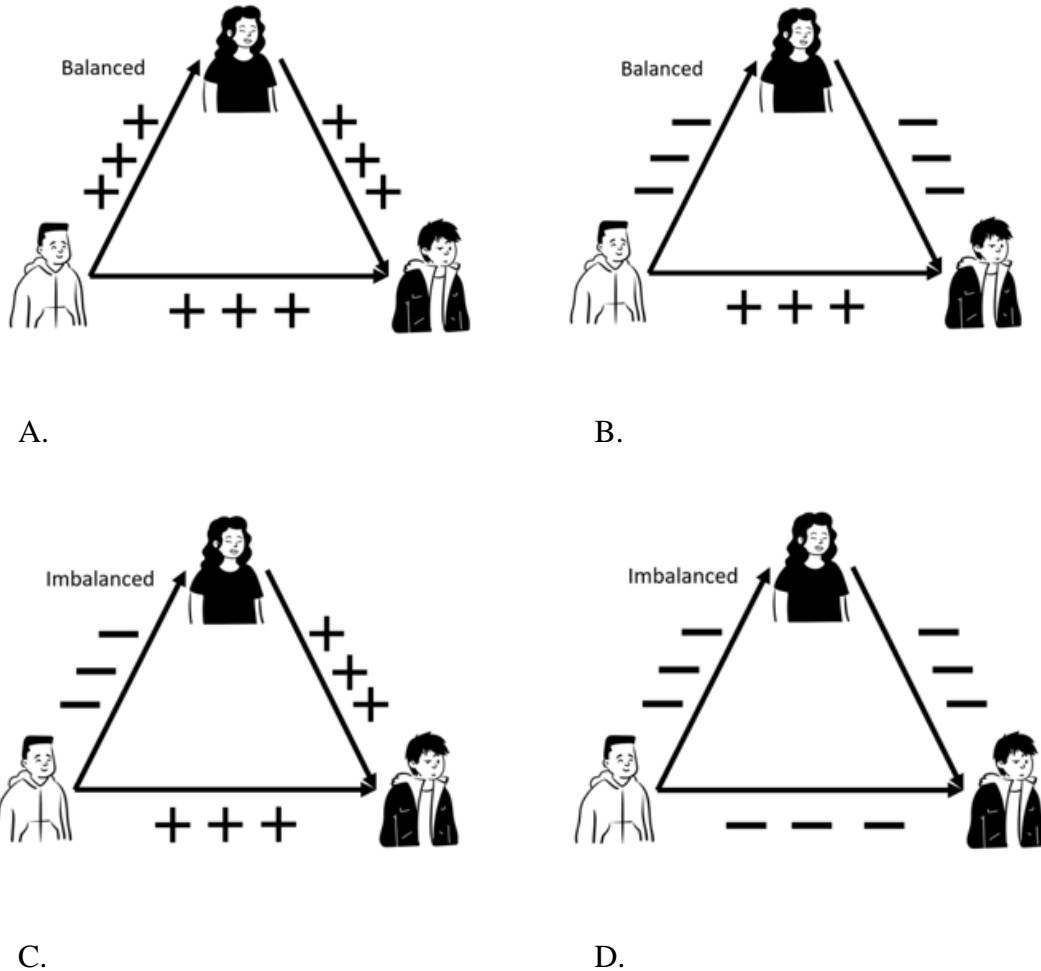 Balanced
+ + +
+ + +
+ + +
A.
Balanced
— — —
— — —
+ + +
B.
Imbalanced
— — —
+ + +
+ + +
C.
Imbalanced
— — —
— — —
— — —
D.